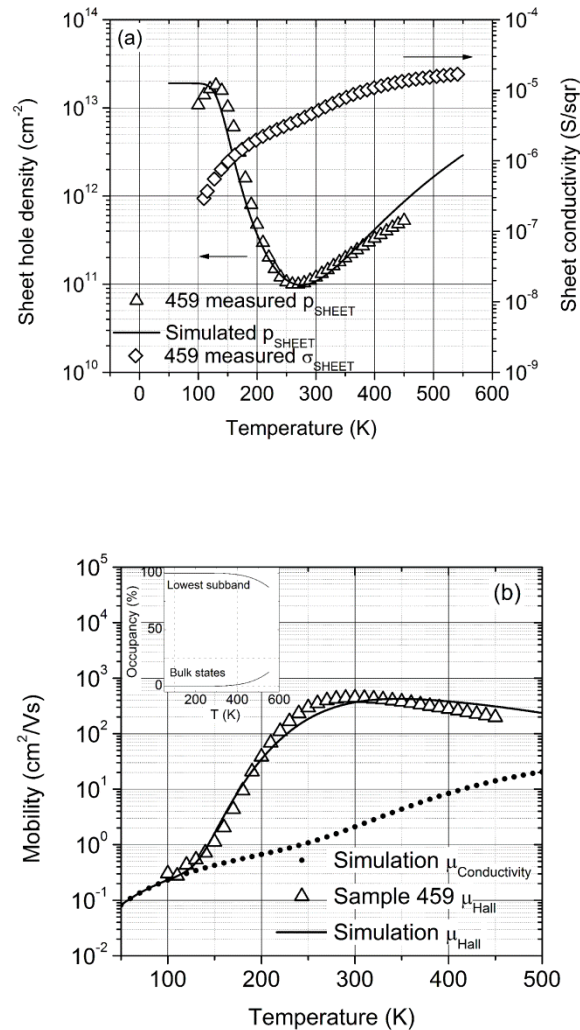 (a)
10^14
10^13
10^12
10^11
10^10
Sheet hole density (cm^-2)
10^-4
10^-5
10^-6
10^-7
10^-8
10^-9
Sheet conductivity (S/sqr)
459 measured p_SHEET
Simulated p_SHEET
459 measured σ_SHEET
0 100 200 300 400 500 600
Temperature (K)
(b)
10^5
10^4
10^3
10^2
10^1
10^0
10^-1
10^-2
Mobility (cm^2/Vs)
100
50
0
Occupancy (%)
Lowest subband
Bulk states
200 400 600
T (K)
Simulation μ_Conductivity
Sample 459 μ_Hall
Simulation μ_Hall
100 200 300 400 500
Temperature (K)